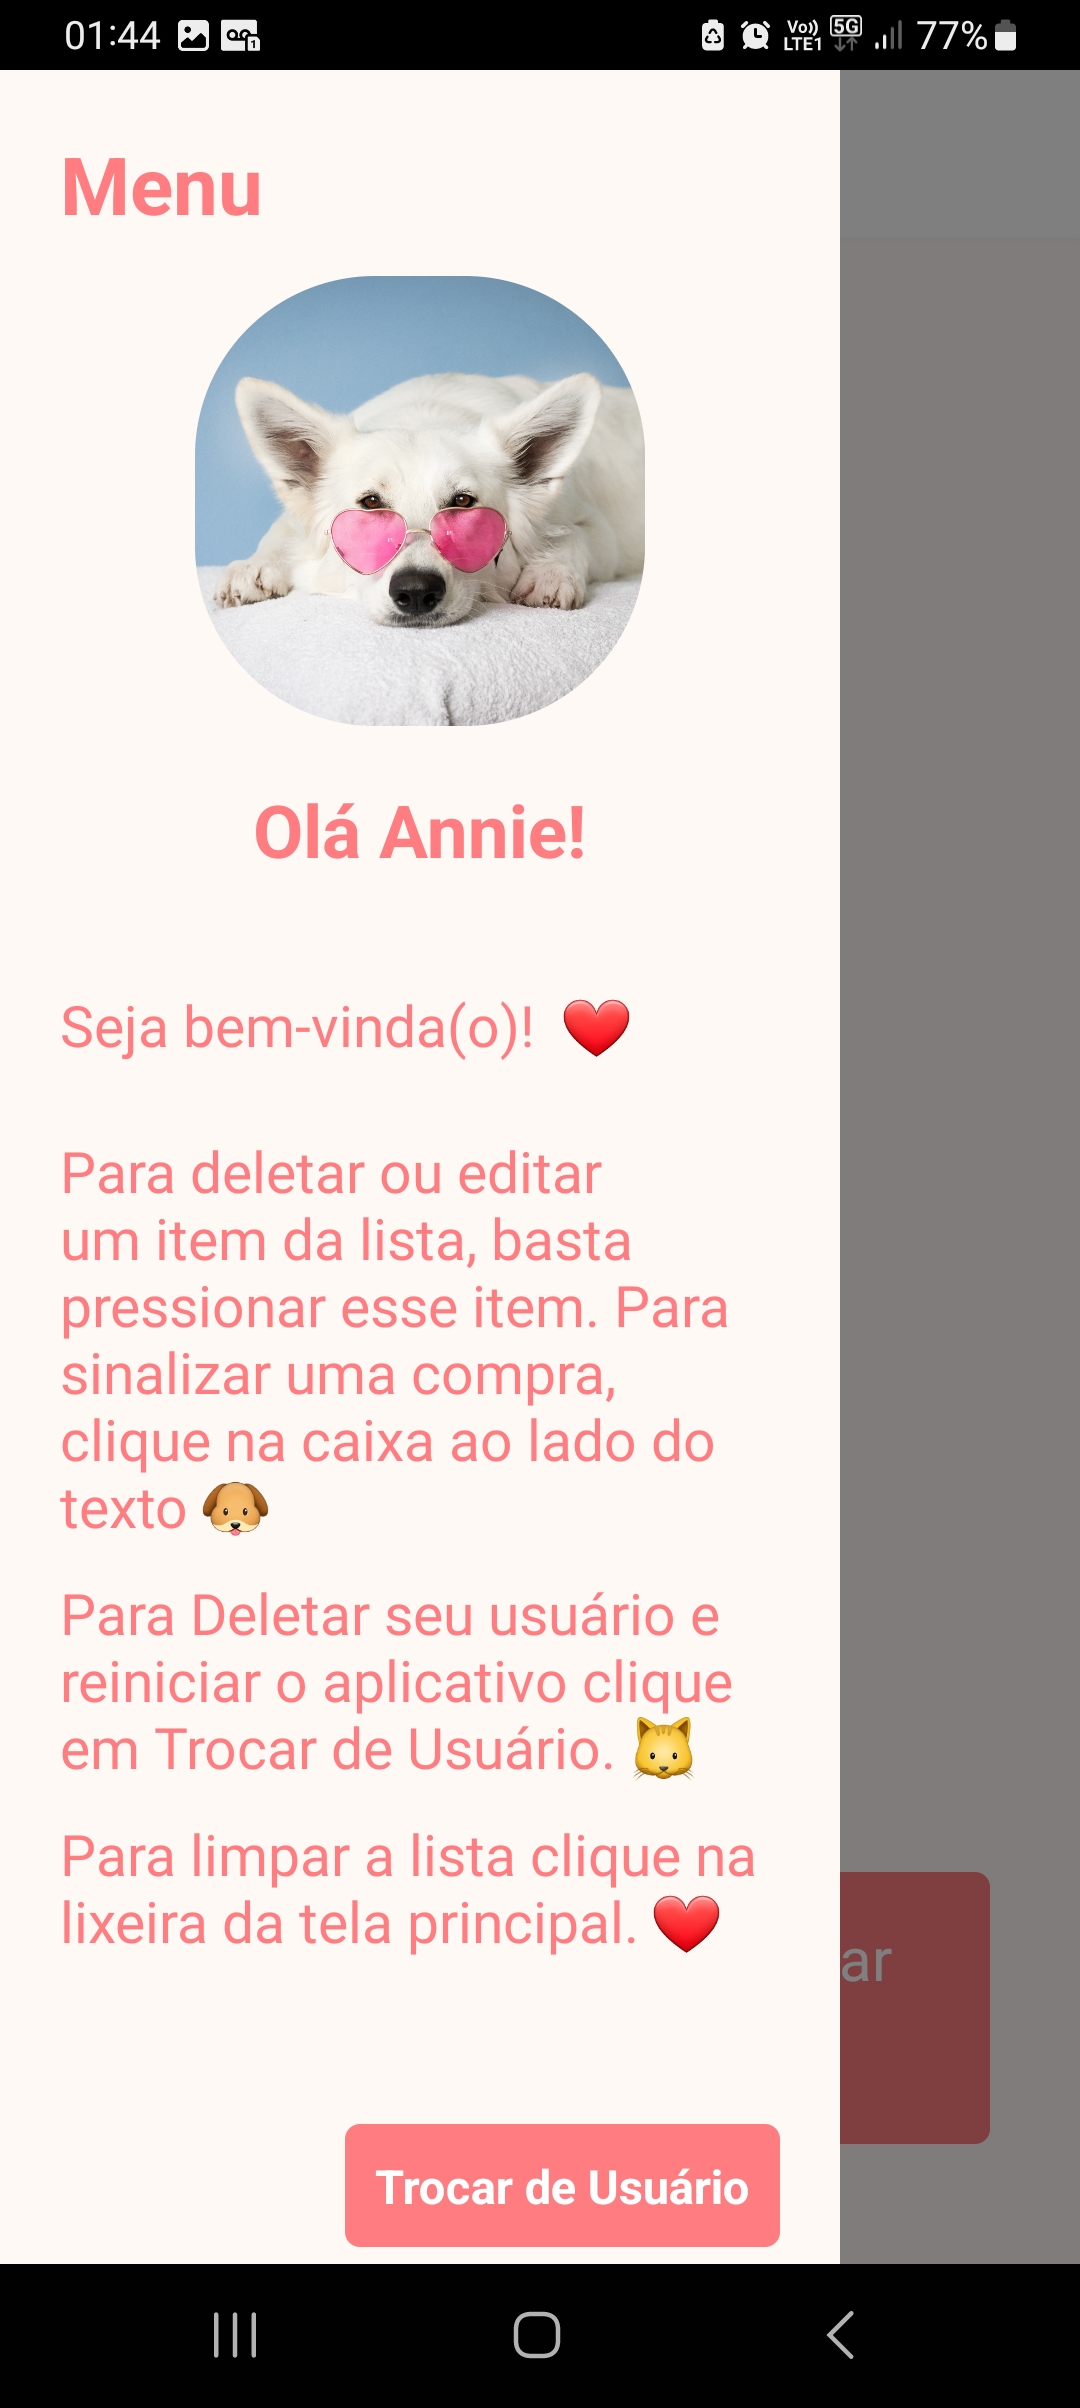 01:44
Vo)) LTE1 5G 77%
Menu
Olá Annie!
Seja bem-vinda(o)! ❤️
Para deletar ou editar
um item da lista, basta
pressionar esse item. Para
sinalizar uma compra,
clique na caixa ao lado do
texto 🐶
Para Deletar seu usuário e
reiniciar o aplicativo clique
em Trocar de Usuário. 🐱
Para limpar a lista clique na
lixeira da tela principal. ❤️
ar
Trocar de Usuário